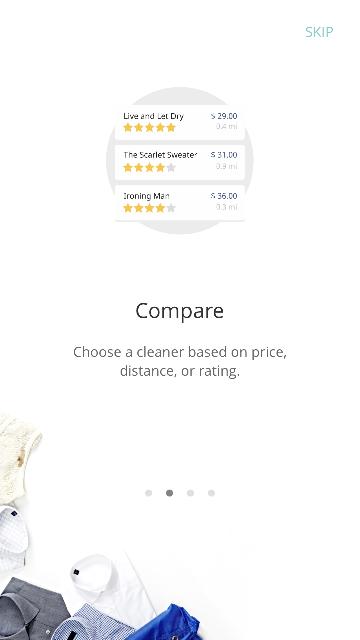 SKIP
Live and Let Dry $ 29.00
0.4 mi
The Scarlet Sweater $ 31.00
0.9 mi
Ironing Man $ 36.00
0.3 mi
Compare
Choose a cleaner based on price,
distance, or rating.